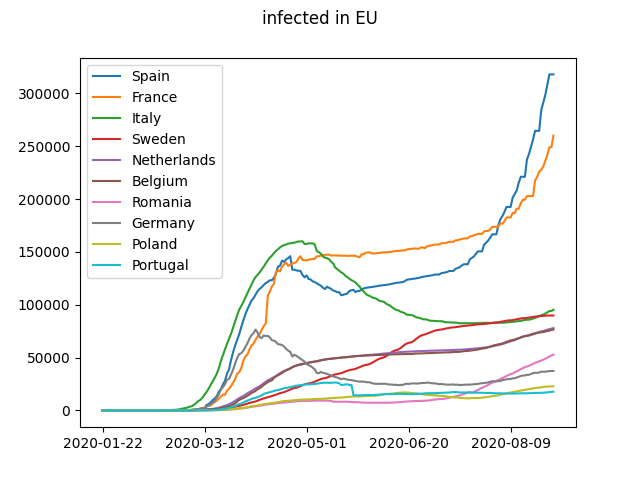 infected in EU
Spain
France
Italy
Sweden
Netherlands
Belgium
Romania
Germany
Poland
Portugal
300000
250000
200000
150000
100000
50000
0
2020-01-22
2020-03-12
2020-05-01
2020-06-20
2020-08-09